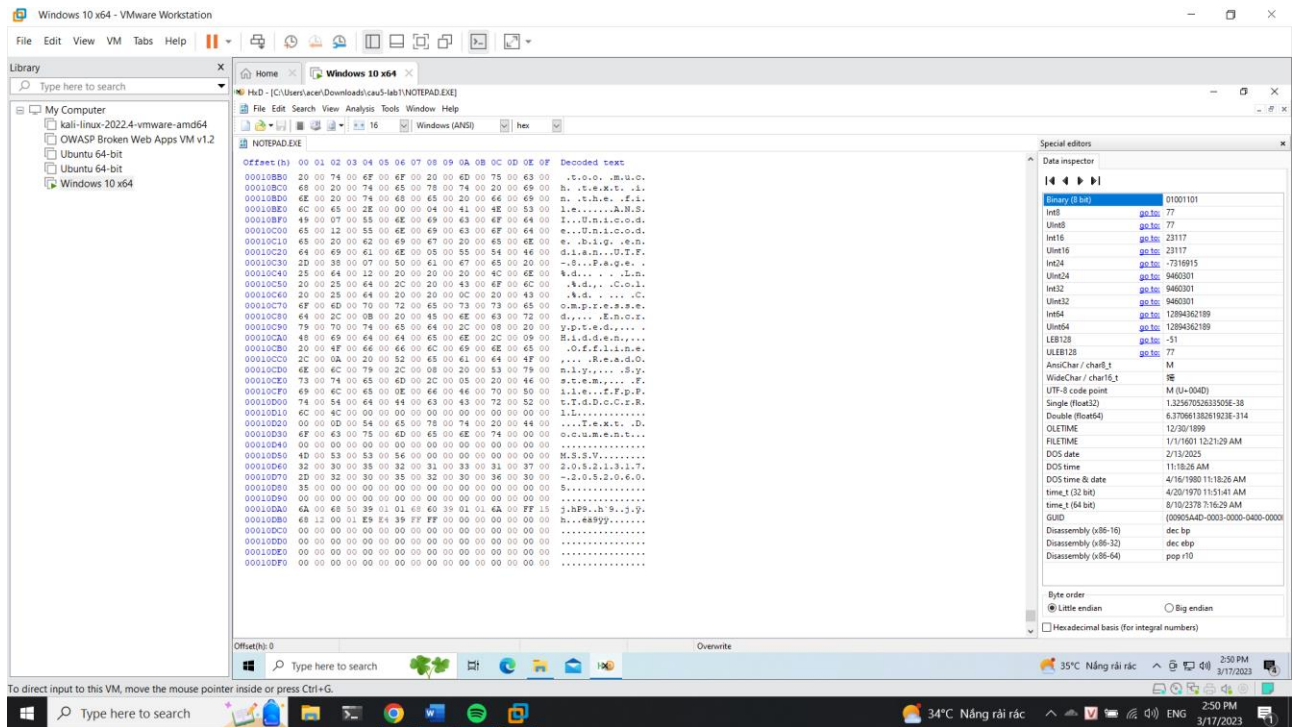 Windows 10 x64 - VMware Workstation
File Edit View VM Tabs Help
Library
Type here to search
My Computer
kali-linux-2022.4-vmware-amd64
OWASP Broken Web Apps VM v1.2
Ubuntu 64-bit
Ubuntu 64-bit
Windows 10 x64
Home
Windows 10 x64
HxD - [C:\Users\acer\Downloads\cau5-lab1\NOTEPAD.EXE]
File Edit Search View Analysis Tools Window Help
16 Windows (ANSI) hex
NOTEPAD.EXE
Offset(h) 00 01 02 03 04 05 06 07 08 09 0A 0B 0C 0D 0E 0F Decoded text
00010BB0 20 00 74 00 6F 00 6F 00 20 00 6D 00 75 00 63 00 .t.o.o. .m.u.c.
00010BC0 68 00 20 00 74 00 65 00 78 00 74 00 20 00 69 00 h. .t.e.x.t. .i.
00010BD0 6E 00 20 00 74 00 68 00 65 00 20 00 66 00 69 00 n. .t.h.e. .f.i.
00010BE0 6C 00 65 00 2E 00 00 00 04 00 41 00 4E 00 53 00 l.e.......A.N.S.
00010BF0 49 00 07 00 55 00 6E 00 69 00 63 00 6F 00 64 00 I...U.n.i.c.o.d.
00010C00 65 00 12 00 55 00 6E 00 69 00 63 00 6F 00 64 00 e...U.n.i.c.o.d.
00010C10 65 00 20 00 62 00 69 00 67 00 20 00 65 00 6E 00 e. .b.i.g. .e.n.
00010C20 64 00 69 00 61 00 6E 00 05 00 55 00 54 00 46 00 d.i.a.n...U.T.F.
00010C30 2D 00 38 00 07 00 50 00 61 00 67 00 65 00 20 00 -.8...P.a.g.e. .
00010C40 25 00 64 00 12 00 20 00 20 00 20 00 4C 00 6E 00 %.d... . . .L.n.
00010C50 20 00 25 00 64 00 2C 00 20 00 43 00 6F 00 6C 00 .%.d.,. .C.o.l.
00010C60 20 00 25 00 64 00 20 00 20 00 0C 00 20 00 43 00 .%.d. . ... .C.
00010C70 6F 00 6D 00 70 00 72 00 65 00 73 00 73 00 65 00 o.m.p.r.e.s.s.e.
00010C80 64 00 2C 00 0B 00 20 00 45 00 6E 00 63 00 72 00 d.,... .E.n.c.r.
00010C90 79 00 70 00 74 00 65 00 64 00 2C 00 08 00 20 00 y.p.t.e.d.,... .
00010CA0 48 00 69 00 64 00 64 00 65 00 6E 00 2C 00 09 00 H.i.d.d.e.n.,...
00010CB0 20 00 4F 00 66 00 66 00 6C 00 69 00 6E 00 65 00 .O.f.f.l.i.n.e.
00010CC0 2C 00 0A 00 20 00 52 00 65 00 61 00 64 00 4F 00 ,... .R.e.a.d.O.
00010CD0 6E 00 6C 00 79 00 2C 00 08 00 20 00 53 00 79 00 n.l.y.,... .S.y.
00010CE0 73 00 74 00 65 00 6D 00 2C 00 05 00 20 00 46 00 s.t.e.m.,... .F.
00010CF0 69 00 6C 00 65 00 0E 00 66 00 46 00 70 00 50 00 i.l.e...f.F.p.P.
00010D00 74 00 54 00 64 00 44 00 63 00 43 00 72 00 52 00 t.T.d.D.c.C.r.R.
00010D10 6C 00 4C 00 00 00 00 00 00 00 00 00 00 00 00 00 l.L.............
00010D20 00 00 0D 00 54 00 65 00 78 00 74 00 20 00 44 00 ....T.e.x.t. .D.
00010D30 6F 00 63 00 75 00 6D 00 65 00 6E 00 74 00 00 00 o.c.u.m.e.n.t...
00010D40 00 00 00 00 00 00 00 00 00 00 00 00 00 00 00 00 ................
00010D50 4D 00 53 00 53 00 56 00 00 00 00 00 00 00 00 00 M.S.S.V.........
00010D60 32 00 30 00 35 00 32 00 31 00 33 00 31 00 37 00 2.0.5.2.1.3.1.7.
00010D70 2D 00 32 00 30 00 35 00 32 00 30 00 36 00 30 00 -.2.0.5.2.0.6.0.
00010D80 35 00 00 00 00 00 00 00 00 00 00 00 00 00 00 00 5...............
00010D90 00 00 00 00 00 00 00 00 00 00 00 00 00 00 00 00 ................
00010DA0 6A 00 68 50 39 01 01 68 60 39 01 01 6A 00 FF 15 j.hP9..h`9..j.ÿ.
00010DB0 68 12 00 01 E9 E4 39 FF FF 00 00 00 00 00 00 00 h...éä9ÿÿ.......
00010DC0 00 00 00 00 00 00 00 00 00 00 00 00 00 00 00 00 ................
00010DD0 00 00 00 00 00 00 00 00 00 00 00 00 00 00 00 00 ................
00010DE0 00 00 00 00 00 00 00 00 00 00 00 00 00 00 00 00 ................
00010DF0 00 00 00 00 00 00 00 00 00 00 00 00 00 00 00 00 ................
Special editors
Data inspector
Binary (8 bit) 01001101
Int8 go to: 77
UInt8 go to: 77
Int16 go to: 23117
UInt16 go to: 23117
Int24 go to: -7316915
UInt24 go to: 9460301
Int32 go to: 9460301
UInt32 go to: 9460301
Int64 go to: 12894362189
UInt64 go to: 12894362189
LEB128 go to: -51
ULEB128 go to: 77
AnsiChar / char8_t M
WideChar / char16_t
UTF-8 code point M (U+004D)
Single (float32) 1.32567052633505E-38
Double (float64) 6.37066138261923E-314
OLETIME 12/30/1899
FILETIME 1/1/1601 12:21:29 AM
DOS date 2/13/2025
DOS time 11:18:26 AM
DOS time & date 4/16/1980 11:18:26 AM
time_t (32 bit) 4/20/1970 11:51:41 AM
time_t (64 bit) 8/10/2378 7:16:29 AM
GUID {00905A4D-0003-0000-0400-0000
Disassembly (x86-16) dec bp
Disassembly (x86-32) dec ebp
Disassembly (x86-64) pop r10
Byte order
Little endian Big endian
Hexadecimal basis (for integral numbers)
Offset(h): 0 Overwrite
Type here to search
35°C Nắng rải rác
2:50 PM
3/17/2023
To direct input to this VM, move the mouse pointer inside or press Ctrl+G.
Type here to search
34°C Nắng rải rác
ENG
2:50 PM
3/17/2023